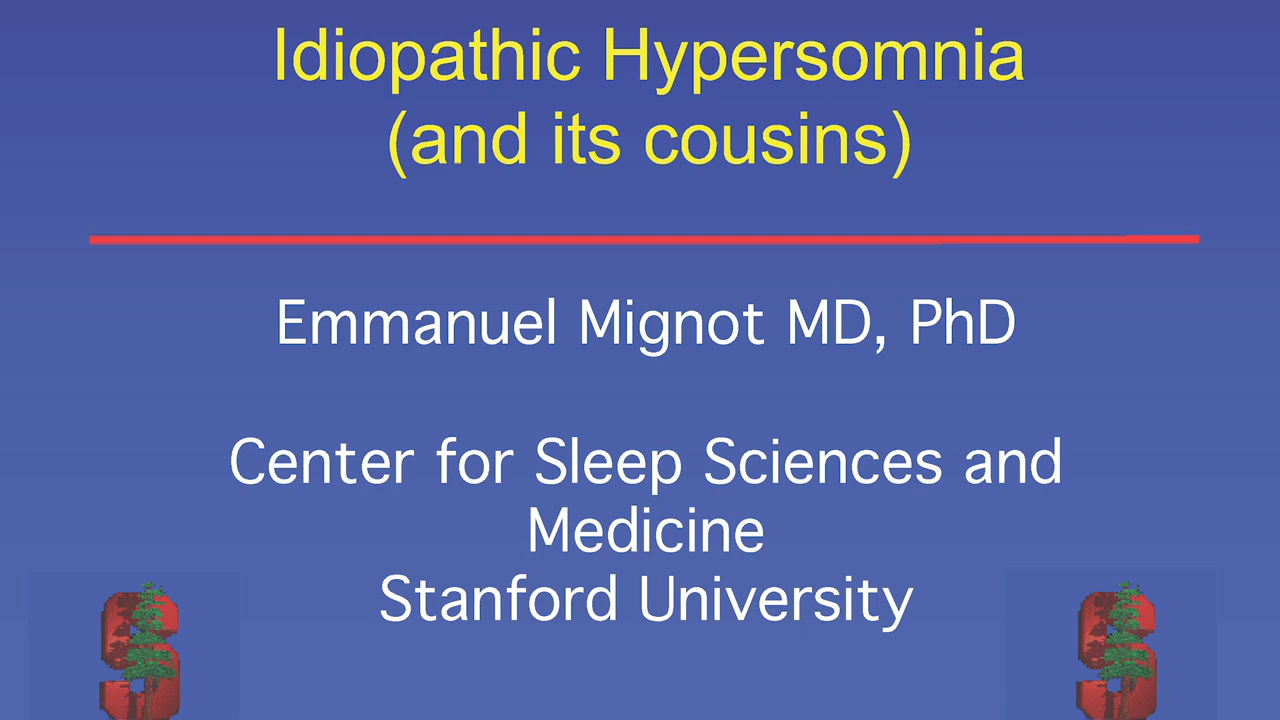 Idiopathic Hypersomnia
(and its cousins)
Emmanuel Mignot MD, PhD
Center for Sleep Sciences and
Medicine
Stanford University
S
S